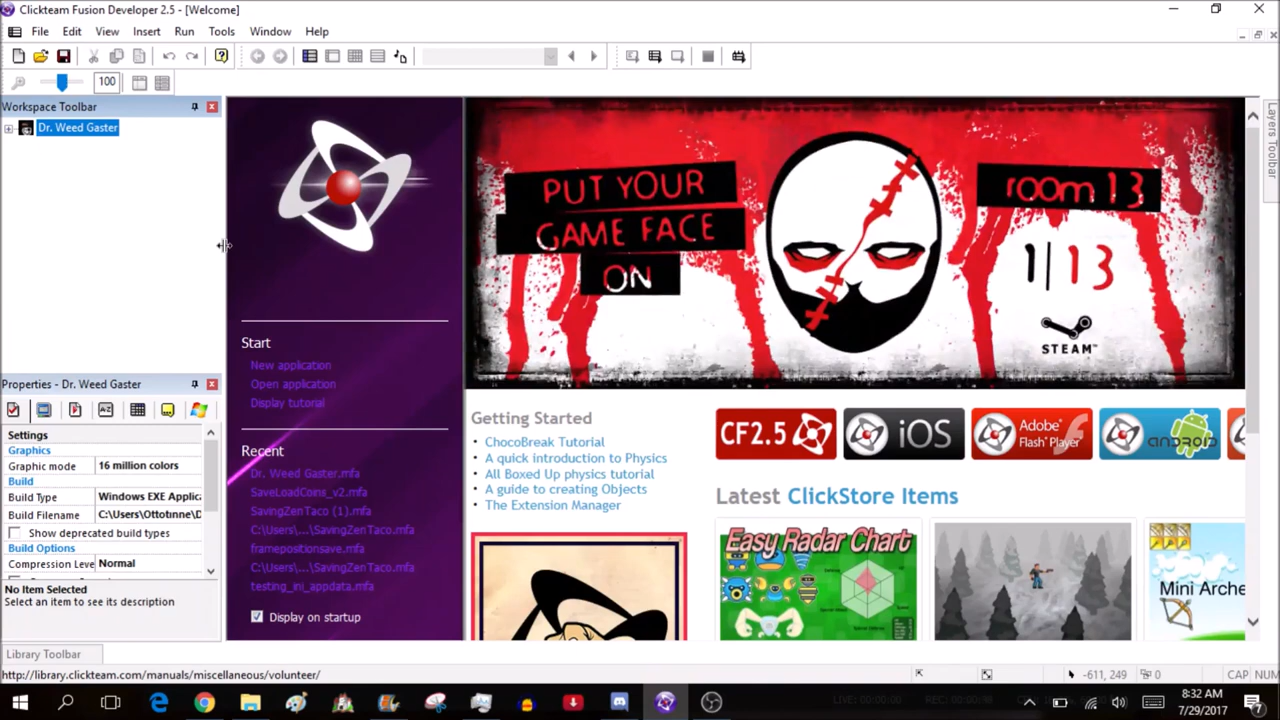 Clickteam Fusion Developer 2.5 - [Welcome]
File Edit View Insert Run Tools Window Help
100
Workspace Toolbar
Dr. Weed Gaster
Layers Toolbar
PUT YOUR
GAME FACE
ON
room 13
1|13
STEAM™
Start
New application
Open application
Display tutorial
Recent
Dr. Weed Gaster.mfa
SaveLoadCoins_v2.mfa
SavingZenTaco (1).mfa
C:\Users\...\SavingZenTaco.mfa
framepositionsave.mfa
C:\Users\...\SavingZenTaco.mfa
testing_ini_appdata.mfa
Display on startup
Getting Started
• ChocoBreak Tutorial
• A quick introduction to Physics
• All Boxed Up physics tutorial
• A guide to creating Objects
• The Extension Manager
CF2.5
iOS
Adobe® Flash® Player
android
Latest ClickStore Items
Easy Radar Chart
Mini Arche
Properties - Dr. Weed Gaster
Settings
Graphics
Graphic mode 16 million colors
Build
Build Type Windows EXE Applic
Build Filename C:\Users\Ottotinne\D
Show deprecated build types
Build Options
Compression Leve Normal
No Item Selected
Select an item to see its description
Library Toolbar
http://library.clickteam.com/manuals/miscellaneous/volunteer/
-611, 249
0
CAP NUM
LIVE: 00:00:00
8:32 AM
7/29/2017
7